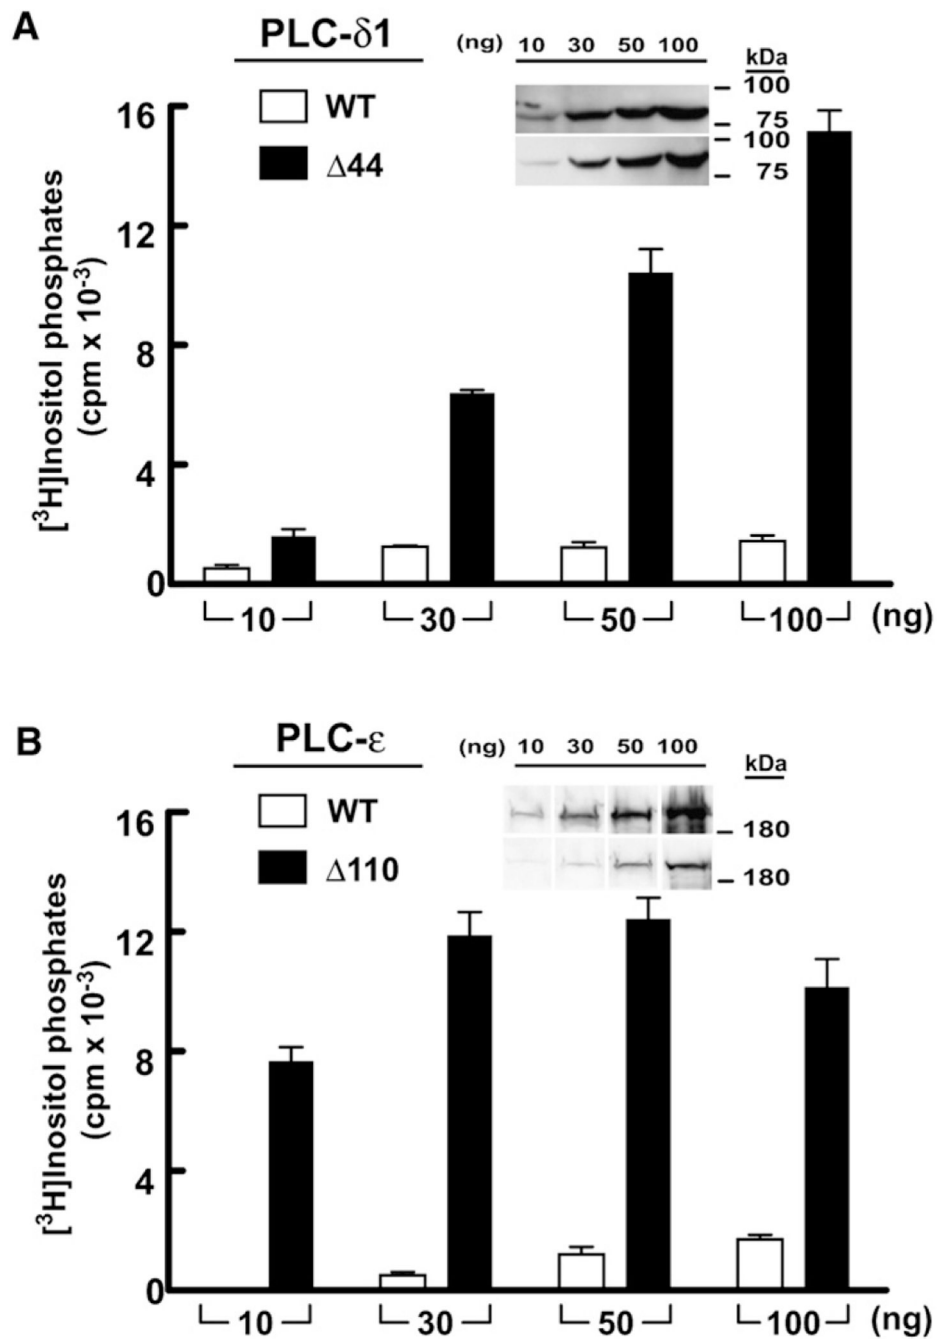 A
PLC-δ1
WT
Δ44
(ng) 10 30 50 100
kDa
100
75
100
75
[³H]Inositol phosphates
(cpm x 10⁻³)
16
12
8
4
0
10 30 50 100 (ng)
B
PLC-ε
WT
Δ110
(ng) 10 30 50 100
kDa
180
180
[³H]Inositol phosphates
(cpm x 10⁻³)
16
12
8
4
0
10 30 50 100 (ng)